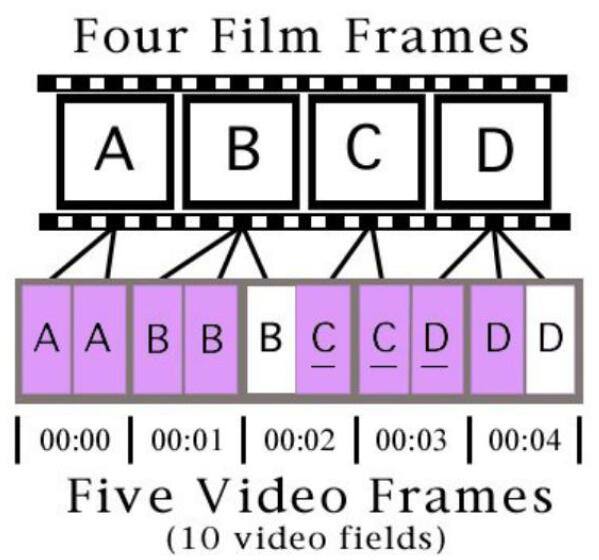 Four Film Frames
A B C D
A A B B B C C D D D
00:00 00:01 00:02 00:03 00:04
Five Video Frames
(10 video fields)